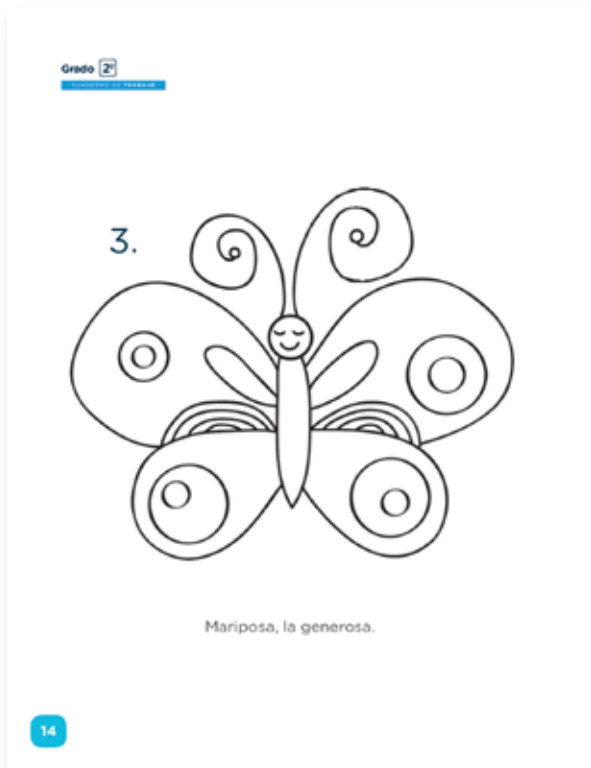 Grado 2º
CUADERNO DE TRABAJO
3.
Mariposa, la generosa.
14